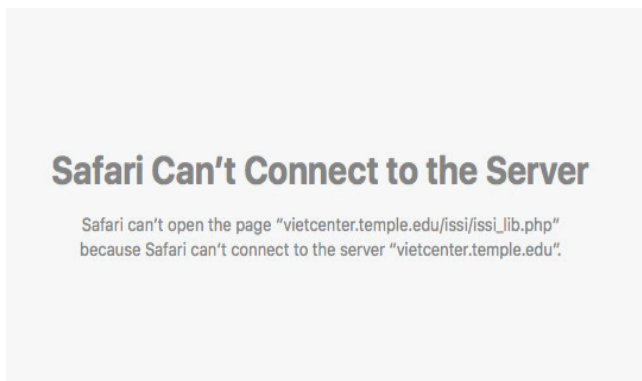 Safari Can’t Connect to the Server
Safari can’t open the page “vietcenter.temple.edu/issi/issi_lib.php”
because Safari can’t connect to the server “vietcenter.temple.edu”.